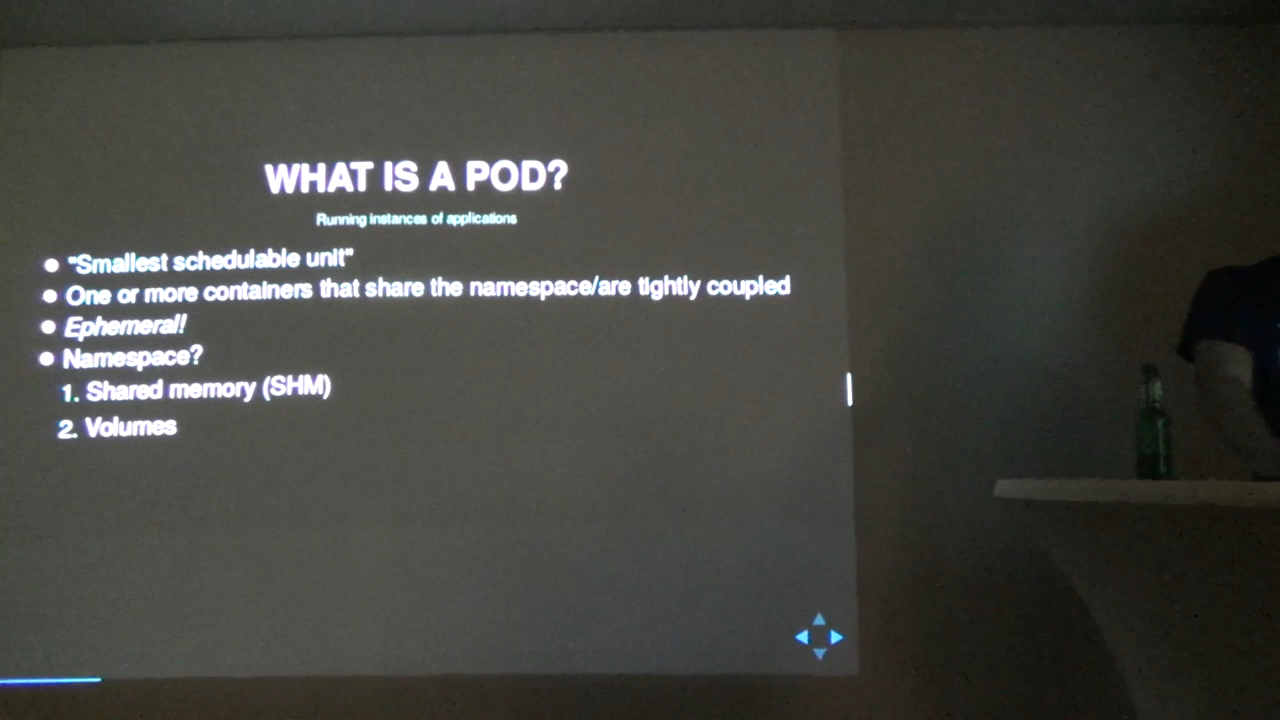 WHAT IS A POD?
Running instances of applications
"Smallest schedulable unit"
One or more containers that share the namespace/are tightly coupled
Ephemeral!
Namespace?
1. Shared memory (SHM)
2. Volumes